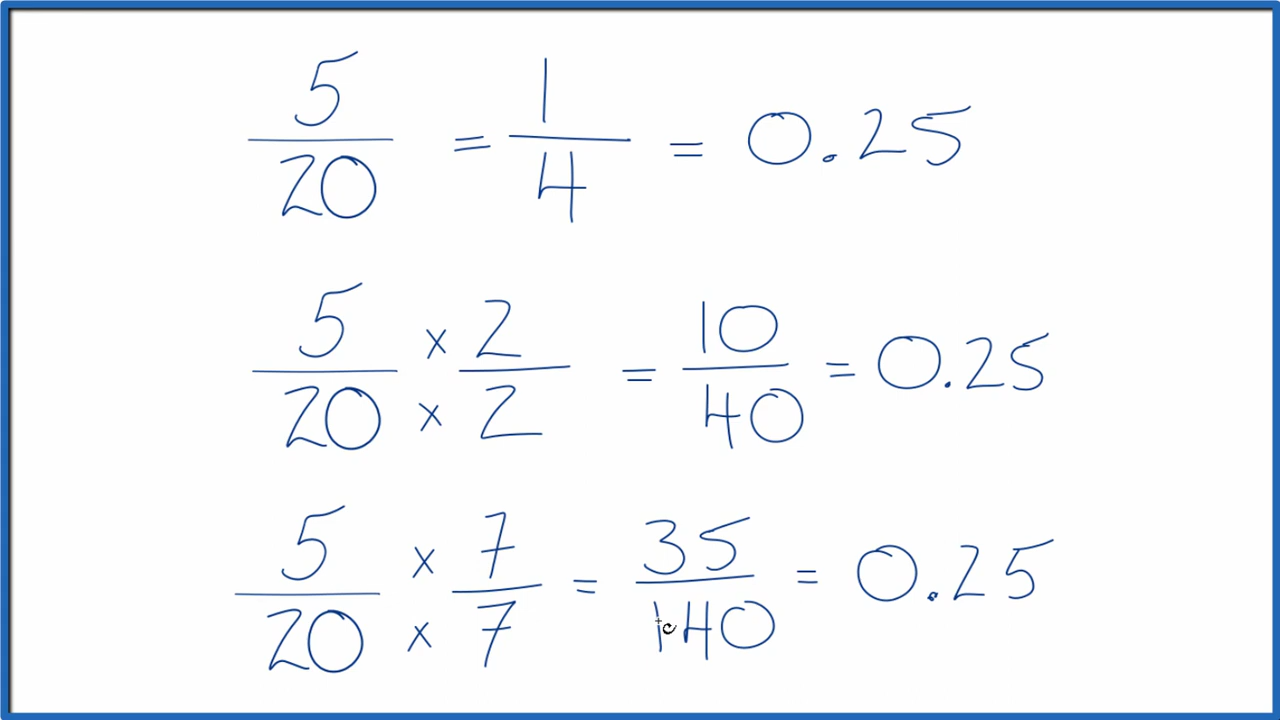 5/20 = 1/4 = 0.25
5/20 × 2/× 2 = 10/40 = 0.25
5/20 × 7/× 7 = 35/140 = 0.25